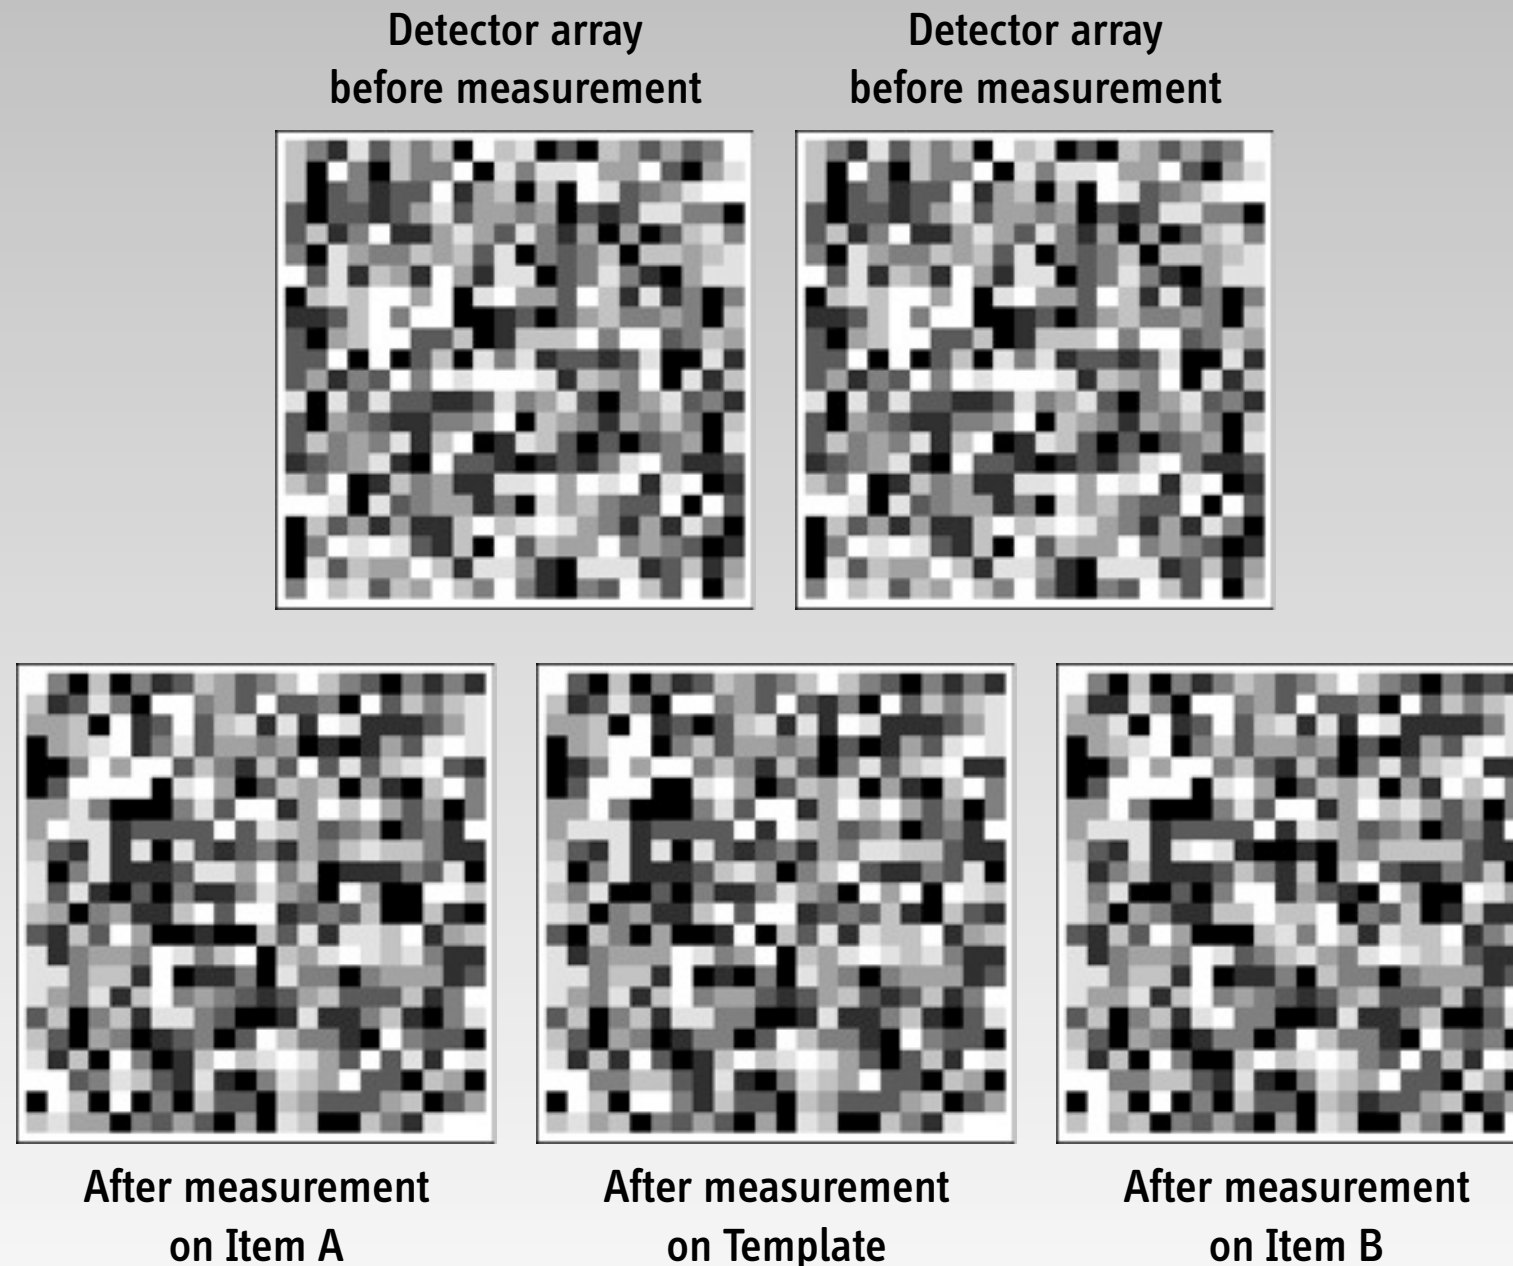 Detector array
before measurement
Detector array
before measurement
After measurement
on Item A
After measurement
on Template
After measurement
on Item B